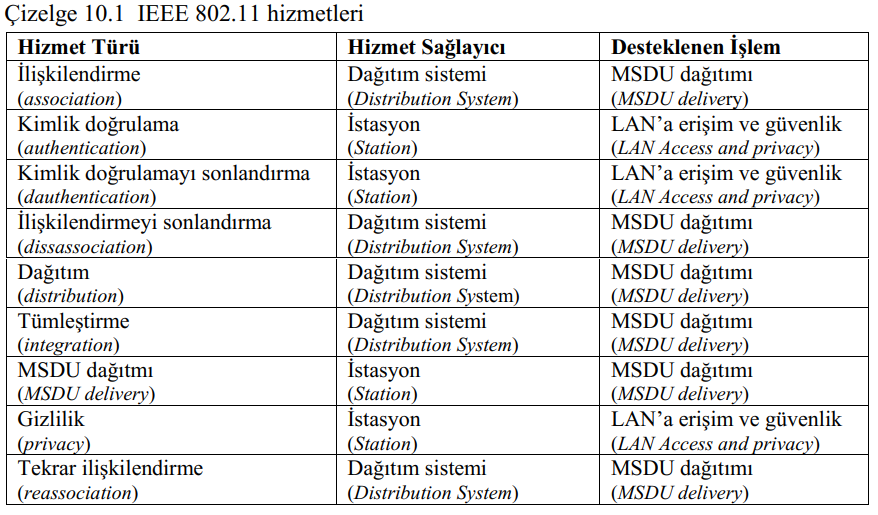 Çizelge 10.1 IEEE 802.11 hizmetleri
Hizmet Türü Hizmet Sağlayıcı Desteklenen İşlem
İlişkilendirme Dağıtım sistemi MSDU dağıtımı
(association) (Distribution System) (MSDU delivery)
Kimlik doğrulama İstasyon LAN’a erişim ve güvenlik
(authentication) (Station) (LAN Access and privacy)
Kimlik doğrulamayı sonlandırma İstasyon LAN’a erişim ve güvenlik
(dauthentication) (Station) (LAN Access and privacy)
İlişkilendirmeyi sonlandırma Dağıtım sistemi MSDU dağıtımı
(dissassociation) (Distribution System) (MSDU delivery)
Dağıtım Dağıtım sistemi MSDU dağıtımı
(distribution) (Distribution System) (MSDU delivery)
Tümleştirme Dağıtım sistemi MSDU dağıtımı
(integration) (Distribution System) (MSDU delivery)
MSDU dağıtmı İstasyon MSDU dağıtımı
(MSDU delivery) (Station) (MSDU delivery)
Gizlilik İstasyon LAN’a erişim ve güvenlik
(privacy) (Station) (LAN Access and privacy)
Tekrar ilişkilendirme Dağıtım sistemi MSDU dağıtımı
(reassociation) (Distribution System) (MSDU delivery)